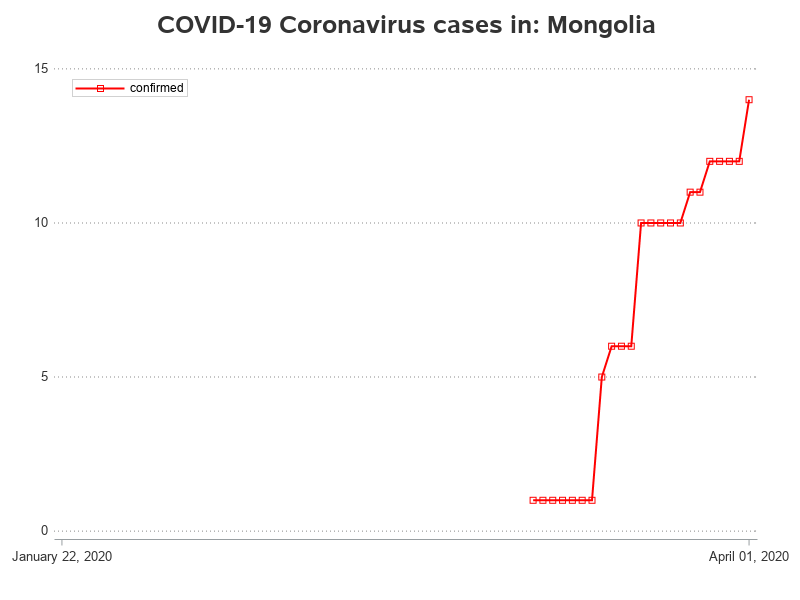 COVID-19 Coronavirus cases in: Mongolia
15
confirmed
10
5
0
January 22, 2020
April 01, 2020